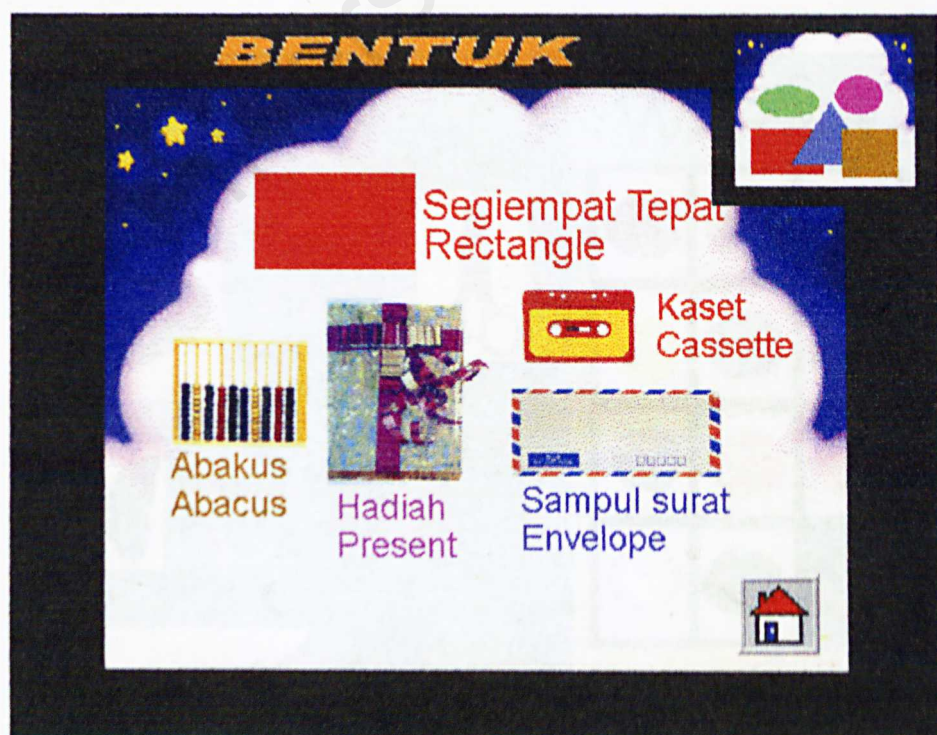 BENTUK
Segiempat Tepat
Rectangle
Kaset
Cassette
Abakus
Abacus
Hadiah
Present
Sampul surat
Envelope